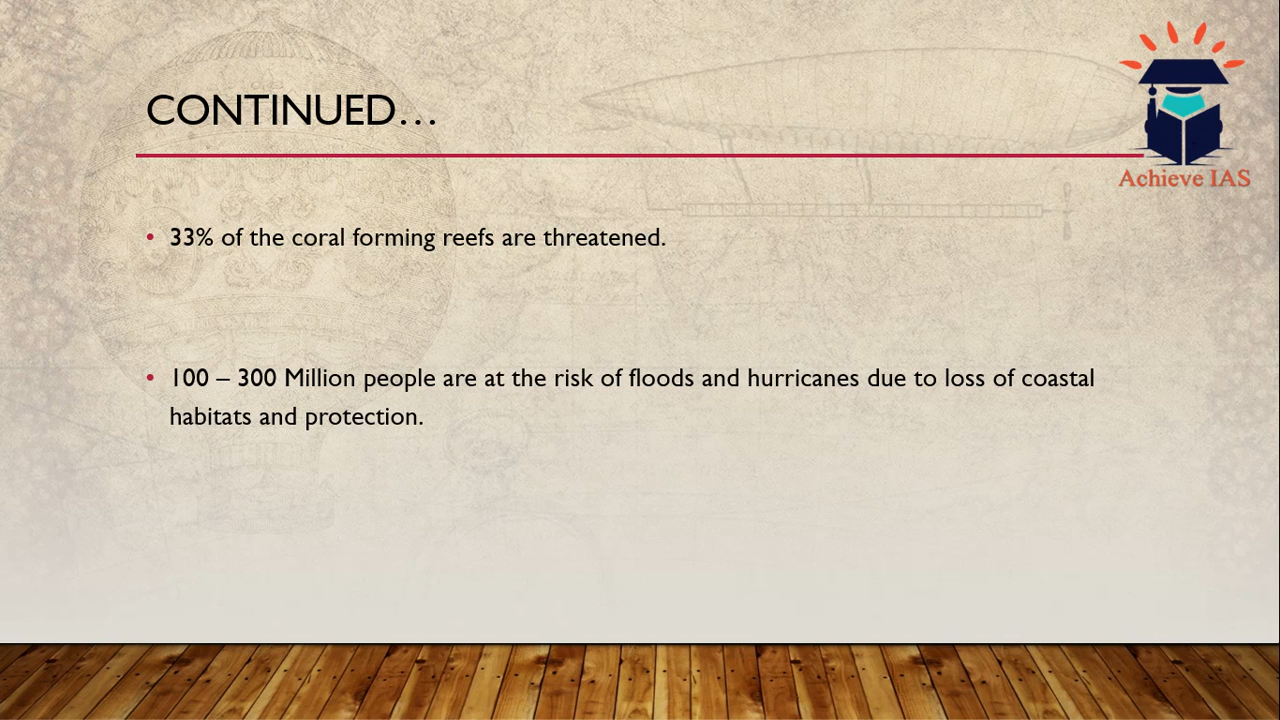 CONTINUED…
Achieve IAS
• 33% of the coral forming reefs are threatened.
• 100 – 300 Million people are at the risk of floods and hurricanes due to loss of coastal
habitats and protection.